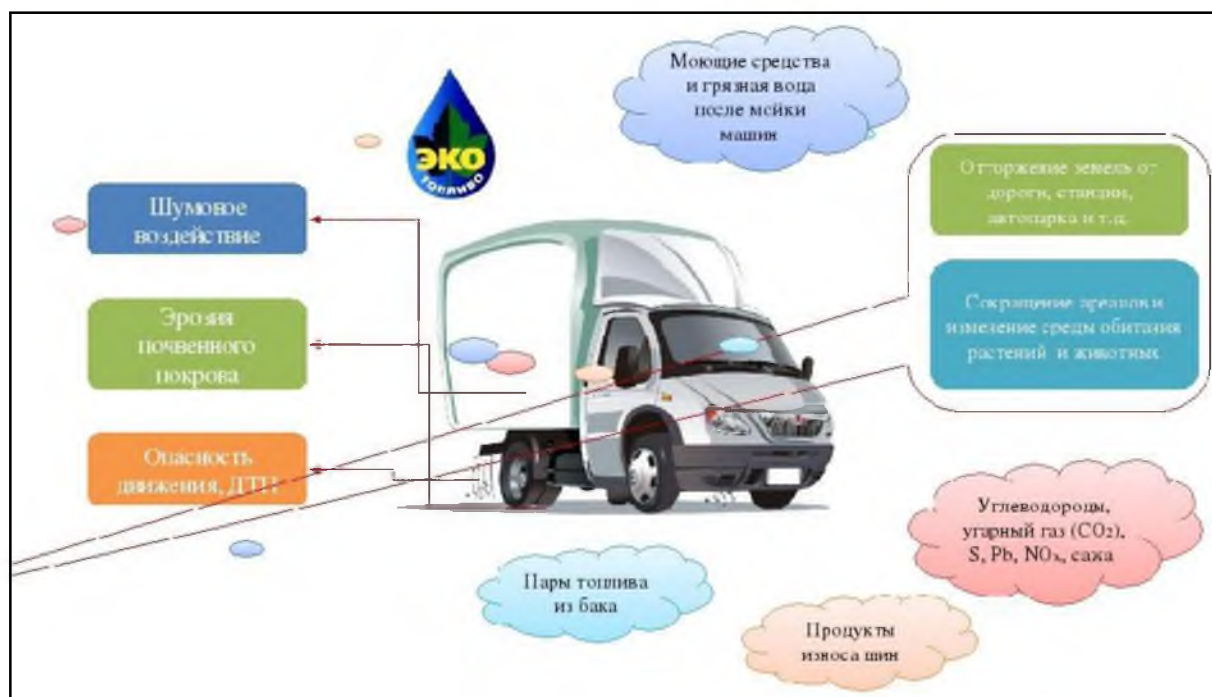 Моющие средства
и грязная вода
после мойки
машин
ЭКО
ТОПЛИВО
Шумовое
воздействие
Эрозия
почвенного
покрова
Опасность
движения, ДТП
Отторжение земель от
дороги, станции,
автопарка и т.д.
Сокращение ареалов и
измеление среды обитания
растений и животных
Углеводороды,
угарный газ (CO₂),
S, Pb, NOₓ, сажа
Пары топлива
из бака
Продукты
износа шин